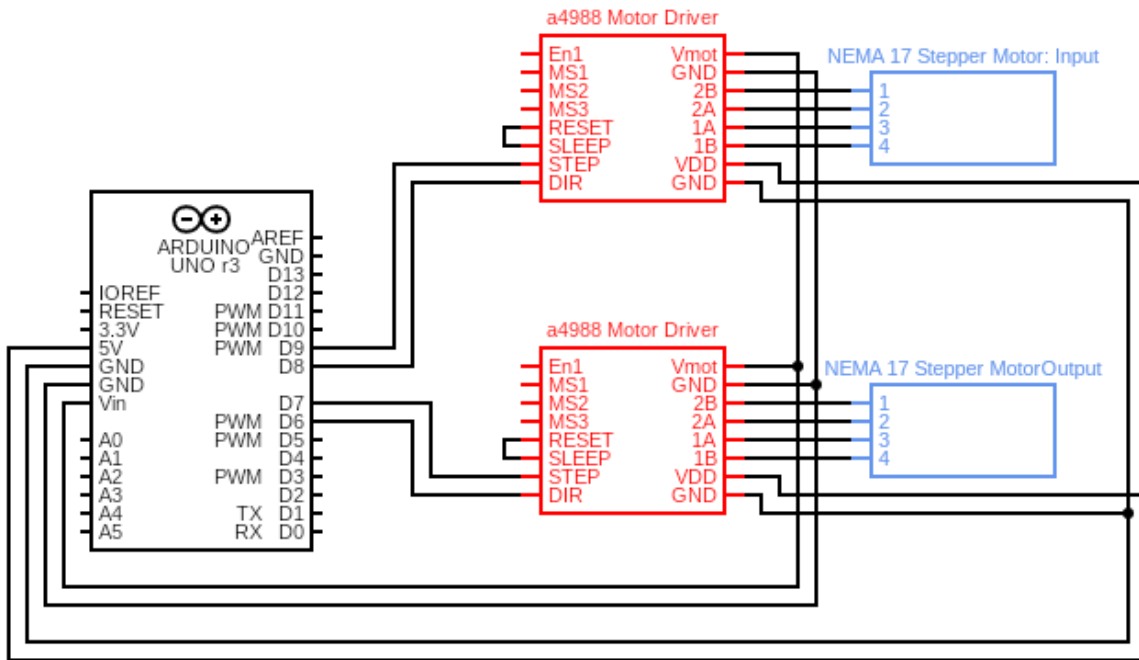 a4988 Motor Driver
En1
MS1
MS2
MS3
RESET
SLEEP
STEP
DIR
Vmot
GND
2B
2A
1A
1B
VDD
GND
NEMA 17 Stepper Motor: Input
1
2
3
4
ARDUINO
UNO r3
IOREF
RESET
3.3V
5V
GND
GND
Vin
A0
A1
A2
A3
A4
A5
AREF
GND
D13
D12
PWM D11
PWM D10
PWM D9
D8
D7
PWM D6
PWM D5
D4
PWM D3
D2
TX D1
RX D0
a4988 Motor Driver
En1
MS1
MS2
MS3
RESET
SLEEP
STEP
DIR
Vmot
GND
2B
2A
1A
1B
VDD
GND
NEMA 17 Stepper MotorOutput
1
2
3
4